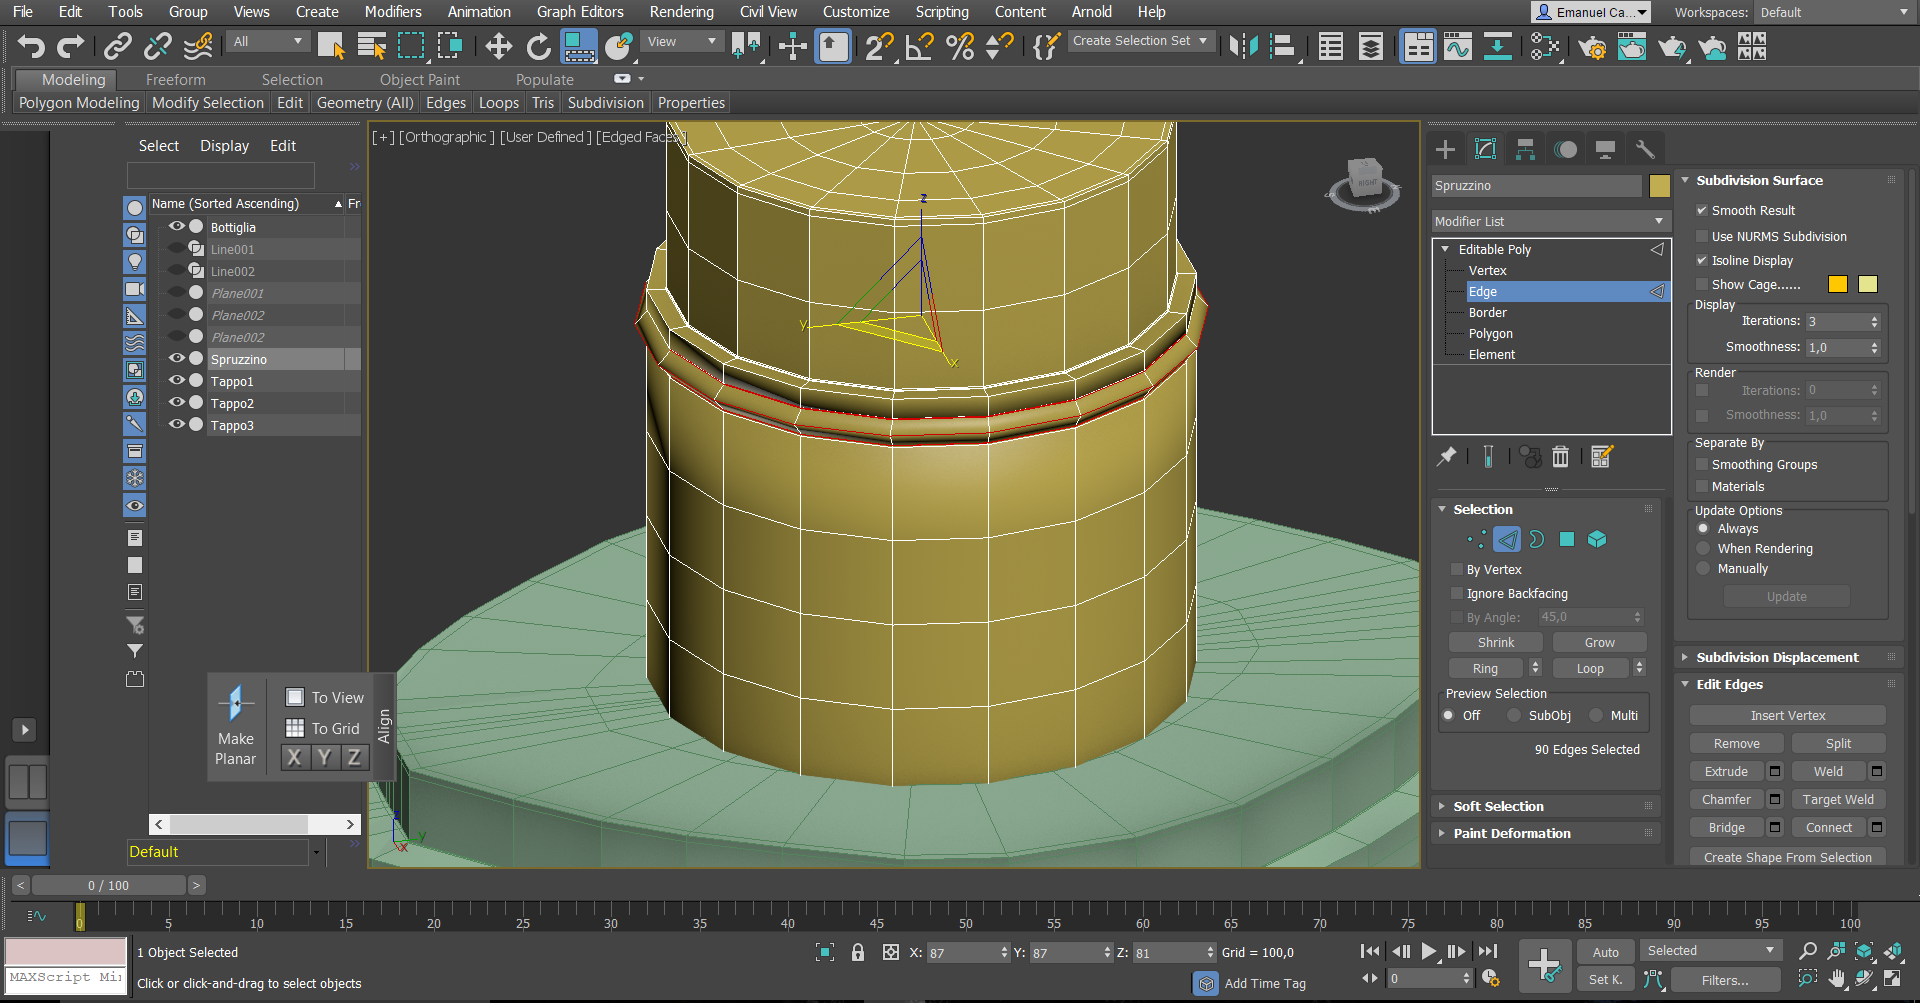 File Edit Tools Group Views Create Modifiers Animation Graph Editors Rendering Civil View Customize Scripting Content Arnold Help
Emanuel Ca... Workspaces: Default
All View Create Selection Set
Modeling Freeform Selection Object Paint Populate
Polygon Modeling Modify Selection Edit Geometry (All) Edges Loops Tris Subdivision Properties
[+] [Orthographic ] [User Defined ] [Edged Faces ]
Select Display Edit
Name (Sorted Ascending)
Bottiglia
Line001
Line002
Plane001
Plane002
Plane002
Spruzzino
Tappo1
Tappo2
Tappo3
Make Planar
To View
To Grid
X Y Z
Align
Default
z
y
x
y
x
RIGHT
Spruzzino
Modifier List
Editable Poly
Vertex
Edge
Border
Polygon
Element
Selection
By Vertex
Ignore Backfacing
By Angle: 45,0
Shrink Grow
Ring Loop
Preview Selection
Off SubObj Multi
90 Edges Selected
Soft Selection
Paint Deformation
Subdivision Surface
Smooth Result
Use NURMS Subdivision
Isoline Display
Show Cage......
Display
Iterations: 3
Smoothness: 1,0
Render
Iterations: 0
Smoothness: 1,0
Separate By
Smoothing Groups
Materials
Update Options
Always
When Rendering
Manually
Update
Subdivision Displacement
Edit Edges
Insert Vertex
Remove Split
Extrude Weld
Chamfer Target Weld
Bridge Connect
Create Shape From Selection
< 0 / 100 >
0 5 10 15 20 25 30 35 40 45 50 55 60 65 70 75 80 85 90 95 100
1 Object Selected
MAXScript Mi
Click or click-and-drag to select objects
X: 87 Y: 87 Z: 81 Grid = 100,0
Add Time Tag
0
Auto Selected
Set K. Filters...